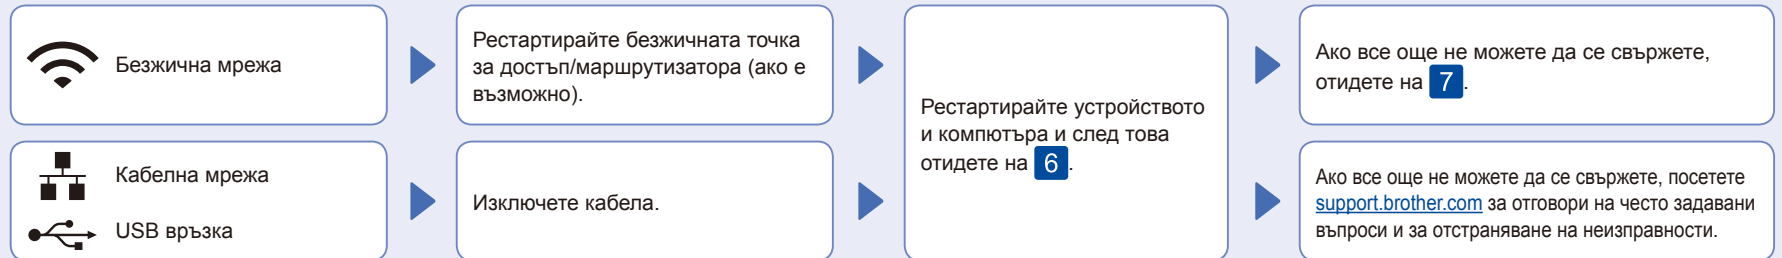 Безжична мрежа
Рестартирайте безжичната точка
за достъп/маршрутизатора (ако е
възможно).
Кабелна мрежа
USB връзка
Изключете кабела.
Рестартирайте устройството
и компютъра и след това
отидете на 6.
Ако все още не можете да се свържете,
отидете на 7.
Ако все още не можете да се свържете, посетете
support.brother.com за отговори на често задавани
въпроси и за отстраняване на неизправности.